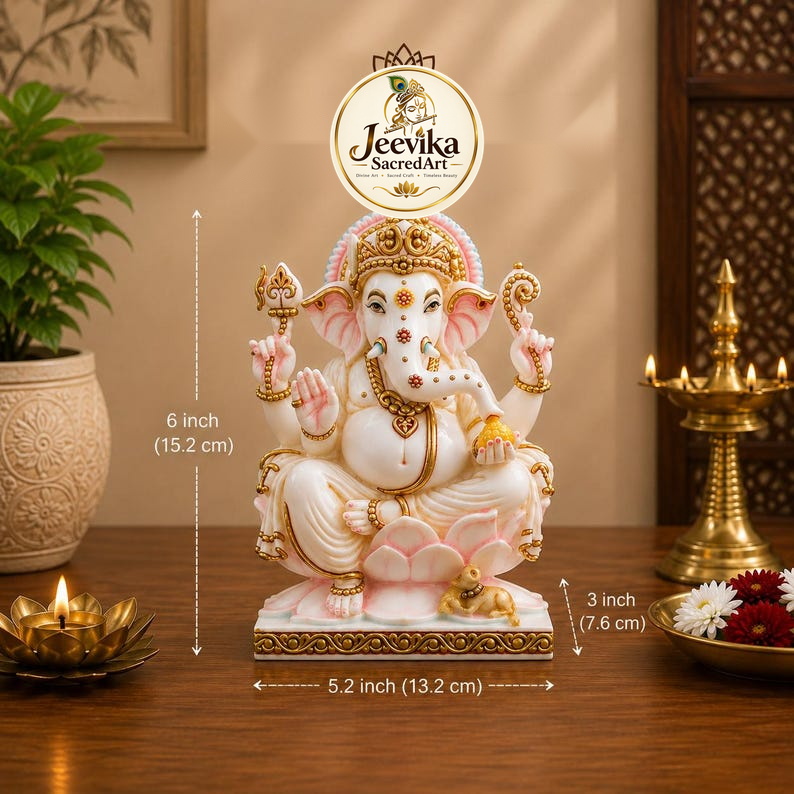 Jeevika
SacredArt
Divine Art • Sacred Craft • Timeless Beauty
6 inch
(15.2 cm)
3 inch
(7.6 cm)
5.2 inch (13.2 cm)